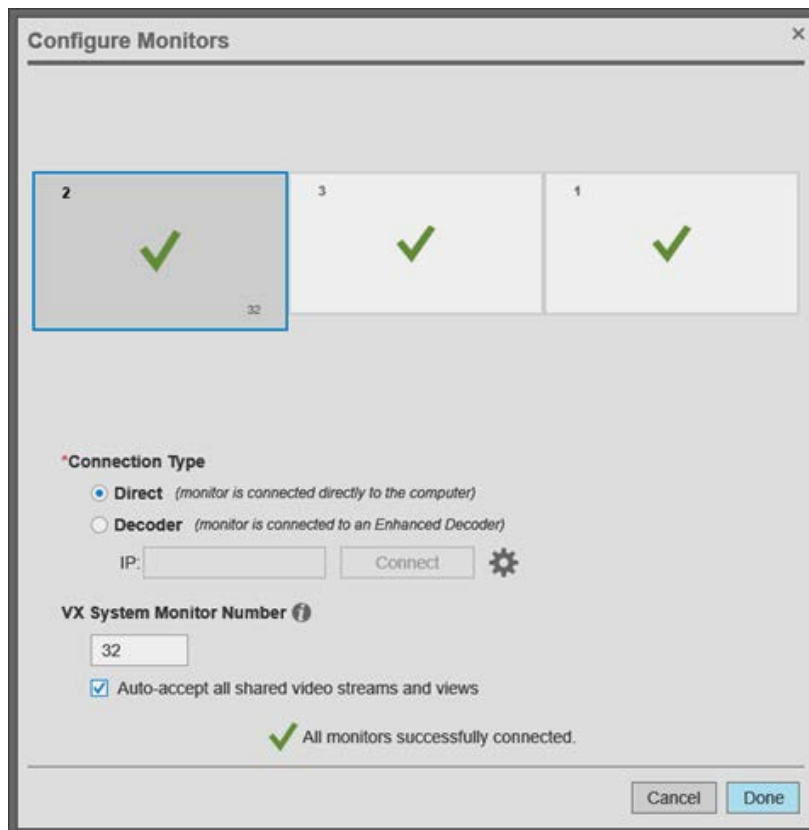 Configure Monitors
2
3
1
32
*Connection Type
Direct (monitor is connected directly to the computer)
Decoder (monitor is connected to an Enhanced Decoder)
IP:
Connect
VX System Monitor Number
32
Auto-accept all shared video streams and views
All monitors successfully connected.
Cancel
Done